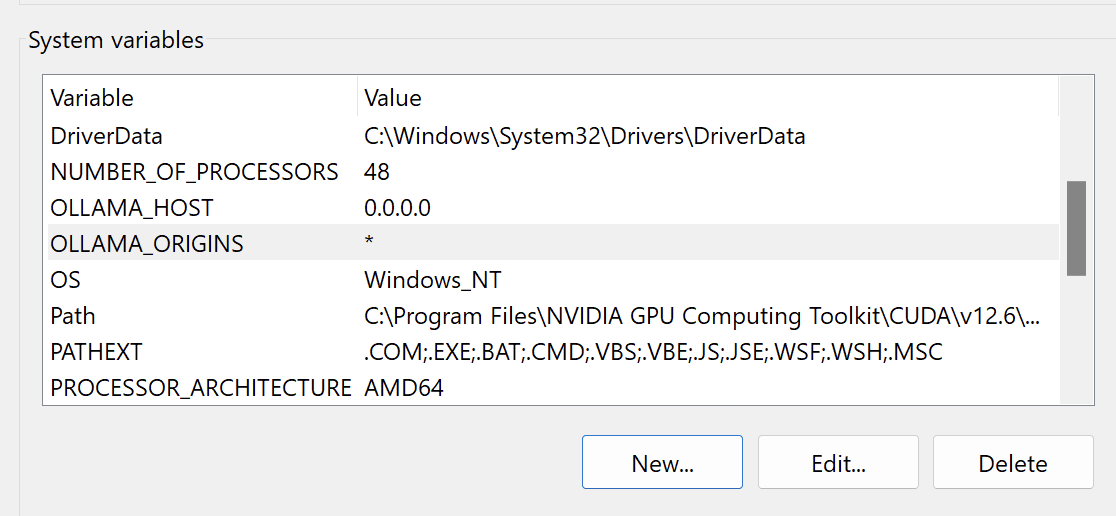 System variables
Variable Value
DriverData C:\Windows\System32\Drivers\DriverData
NUMBER_OF_PROCESSORS 48
OLLAMA_HOST 0.0.0.0
OLLAMA_ORIGINS *
OS Windows_NT
Path C:\Program Files\NVIDIA GPU Computing Toolkit\CUDA\v12.6\...
PATHEXT .COM;.EXE;.BAT;.CMD;.VBS;.VBE;.JS;.JSE;.WSF;.WSH;.MSC
PROCESSOR_ARCHITECTURE AMD64
New... Edit... Delete